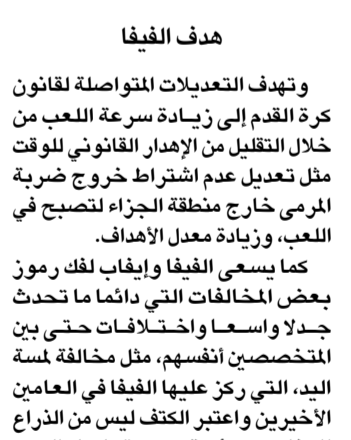 هدف الفيفا
وتهدف التعديلات المتواصلة لقانون
كرة القدم إلى زيادة سرعة اللعب من
خلال التقليل من الإهدار القانوني للوقت
مثل تعديل عدم اشتراط خروج ضربة
المرمى خارج منطقة الجزاء لتصبح في
اللعب، وزيادة معدل الأهداف.
كما يسعى الفيفا وإيفاب لفك رموز
بعض المخالفات التي دائما ما تحدث
جدلا واسعا واختلافات حتى بين
المتخصصين أنفسهم، مثل مخالفة لمسة
اليد، التي ركز عليها الفيفا في العامين
الأخيرين واعتبر الكتف ليس من الذراع